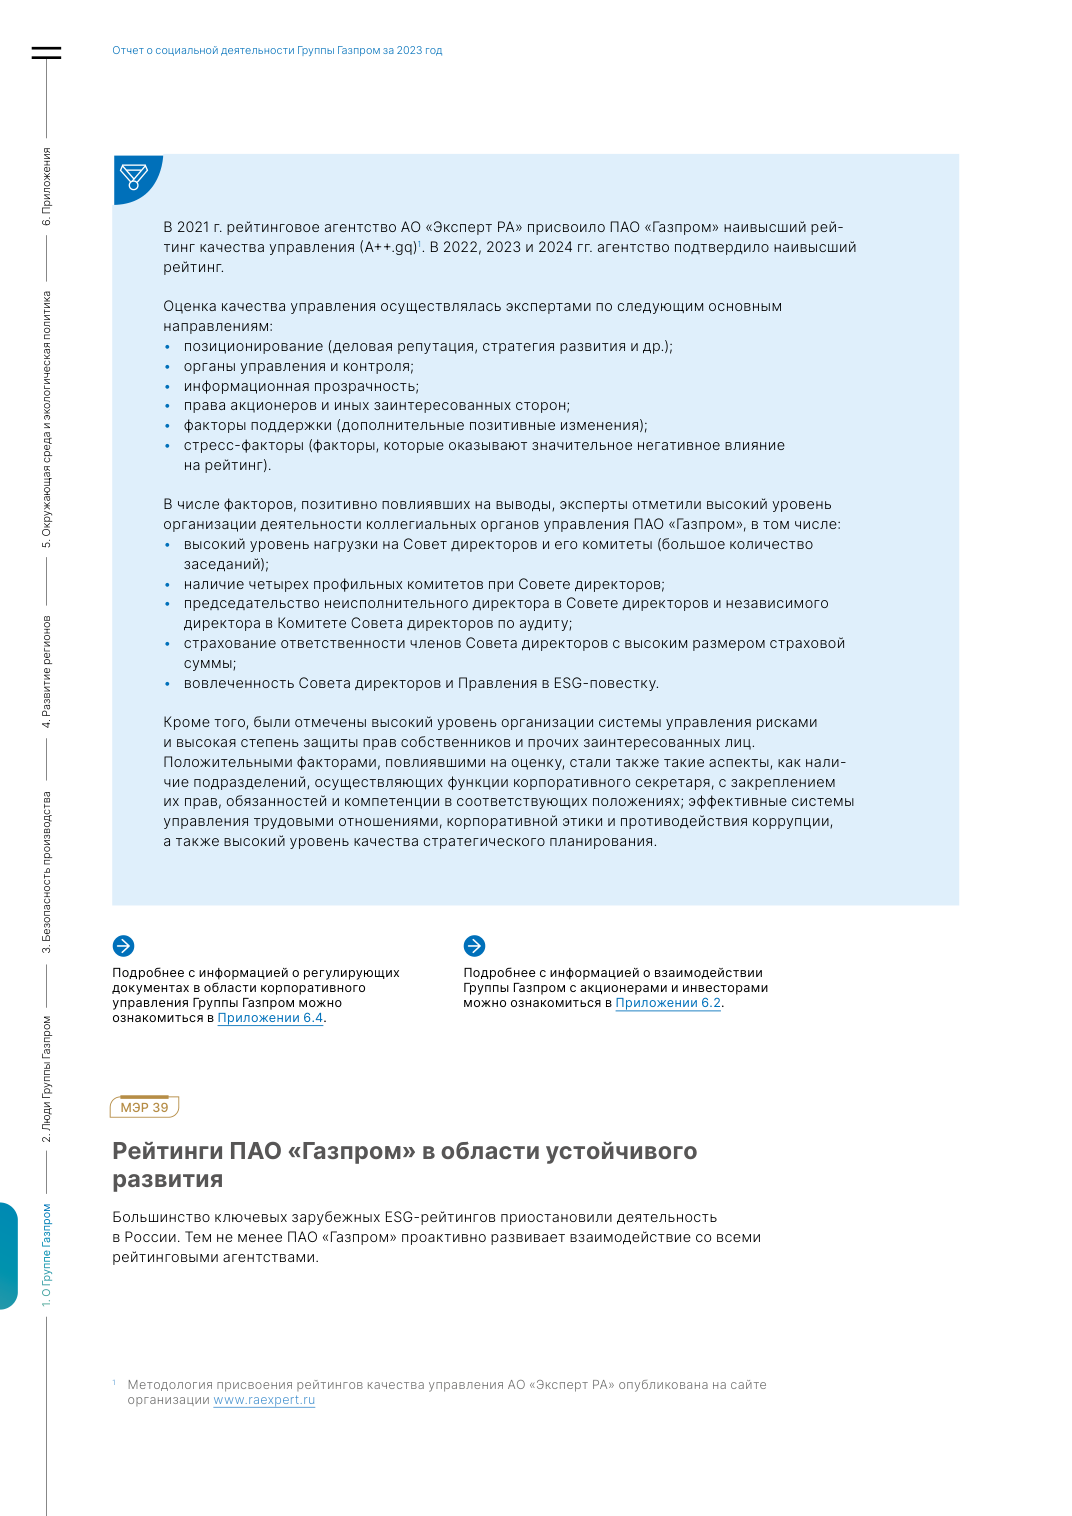 Отчет о социальной деятельности Группы Газпром за 2023 год
6. Приложения
5. Окружающая среда и экологическая политика
4. Развитие регионов
3. Безопасность производства
2. Люди Группы Газпром
1. О Группе Газпром
В 2021 г. рейтинговое агентство АО «Эксперт РА» присвоило ПАО «Газпром» наивысший рей-
тинг качества управления (A++.gq)¹. В 2022, 2023 и 2024 гг. агентство подтвердило наивысший
рейтинг.
Оценка качества управления осуществлялась экспертами по следующим основным
направлениям:
• позиционирование (деловая репутация, стратегия развития и др.);
• органы управления и контроля;
• информационная прозрачность;
• права акционеров и иных заинтересованных сторон;
• факторы поддержки (дополнительные позитивные изменения);
• стресс-факторы (факторы, которые оказывают значительное негативное влияние
на рейтинг).
В числе факторов, позитивно повлиявших на выводы, эксперты отметили высокий уровень
организации деятельности коллегиальных органов управления ПАО «Газпром», в том числе:
• высокий уровень нагрузки на Совет директоров и его комитеты (большое количество
заседаний);
• наличие четырех профильных комитетов при Совете директоров;
• председательство неисполнительного директора в Совете директоров и независимого
директора в Комитете Совета директоров по аудиту;
• страхование ответственности членов Совета директоров с высоким размером страховой
суммы;
• вовлеченность Совета директоров и Правления в ESG-повестку.
Кроме того, были отмечены высокий уровень организации системы управления рисками
и высокая степень защиты прав собственников и прочих заинтересованных лиц.
Положительными факторами, повлиявшими на оценку, стали также такие аспекты, как нали-
чие подразделений, осуществляющих функции корпоративного секретаря, с закреплением
их прав, обязанностей и компетенции в соответствующих положениях; эффективные системы
управления трудовыми отношениями, корпоративной этики и противодействия коррупции,
а также высокий уровень качества стратегического планирования.
Подробнее с информацией о регулирующих
документах в области корпоративного
управления Группы Газпром можно
ознакомиться в Приложении 6.4.
Подробнее с информацией о взаимодействии
Группы Газпром с акционерами и инвесторами
можно ознакомиться в Приложении 6.2.
МЭР 39
Рейтинги ПАО «Газпром» в области устойчивого
развития
Большинство ключевых зарубежных ESG-рейтингов приостановили деятельность
в России. Тем не менее ПАО «Газпром» проактивно развивает взаимодействие со всеми
рейтинговыми агентствами.
¹ Методология присвоения рейтингов качества управления АО «Эксперт РА» опубликована на сайте
организации www.raexpert.ru